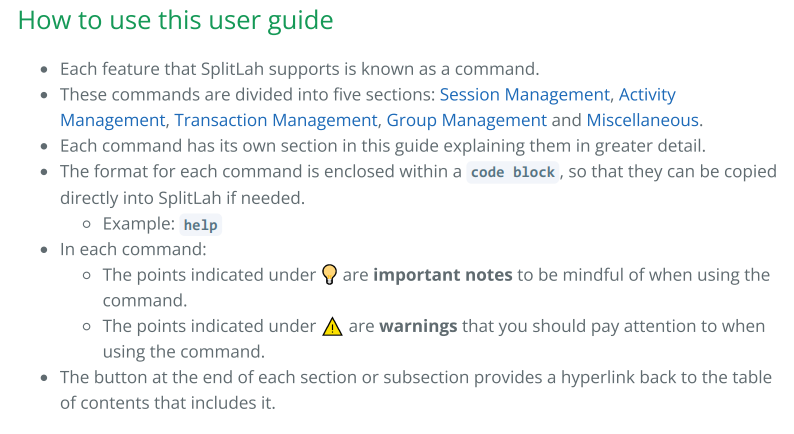 How to use this user guide
• Each feature that SplitLah supports is known as a command.
• These commands are divided into five sections: Session Management, Activity
Management, Transaction Management, Group Management and Miscellaneous.
• Each command has its own section in this guide explaining them in greater detail.
• The format for each command is enclosed within a code block, so that they can be copied
directly into SplitLah if needed.
◦ Example: help
• In each command:
◦ The points indicated under 💡 are important notes to be mindful of when using the
command.
◦ The points indicated under ⚠️ are warnings that you should pay attention to when
using the command.
• The button at the end of each section or subsection provides a hyperlink back to the table
of contents that includes it.